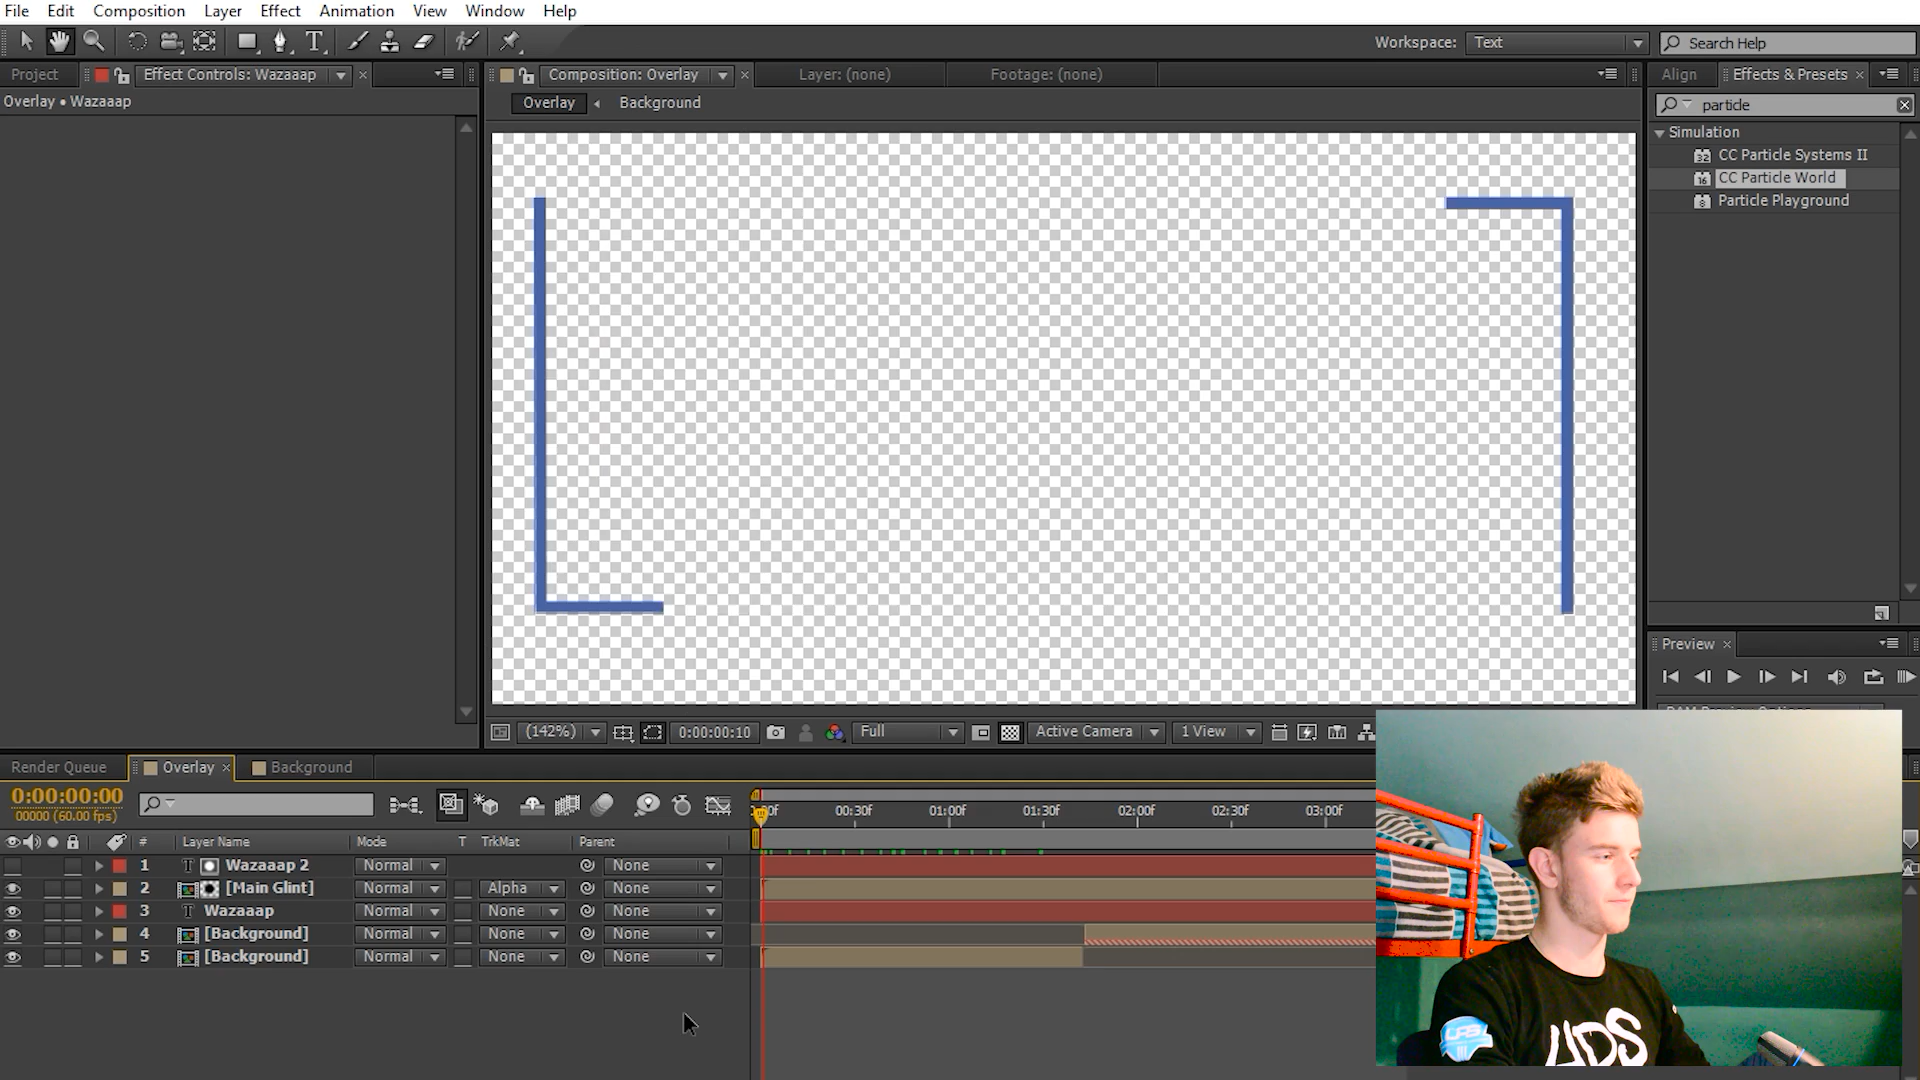 File Edit Composition Layer Effect Animation View Window Help
Workspace: Text Search Help
Project Effect Controls: Wazaaap Composition: Overlay Layer: (none) Footage: (none) Align Effects & Presets
Overlay • Wazaaap Overlay Background particle
Simulation
CC Particle Systems II
CC Particle World
Particle Playground
Preview
(142%) 0:00:00:10 Full Active Camera 1 View
Render Queue Overlay Background
0:00:00:00
00000 (60.00 fps)
00f 00:30f 01:00f 01:30f 02:00f 02:30f 03:00f
# Layer Name Mode T TrkMat Parent
1 T Wazaaap 2 Normal None
2 [Main Glint] Normal Alpha None
3 T Wazaaap Normal None None
4 [Background] Normal None None
5 [Background] Normal None None